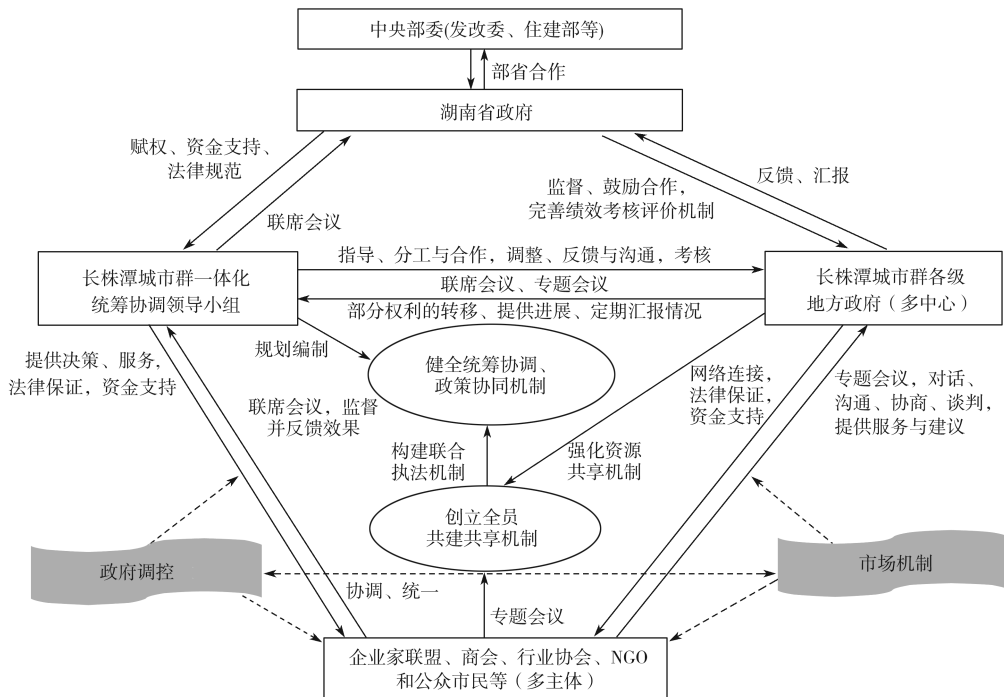 中央部委(发改委、住建部等)
部省合作
湖南省政府
赋权、资金支持、
法律规范
联席会议
监督、鼓励合作，
完善绩效考核评价机制
反馈、汇报
长株潭城市群一体化
统筹协调领导小组
指导、分工与合作，调整、反馈与沟通，考核
联席会议、专题会议
部分权利的转移、提供进展、定期汇报情况
长株潭城市群各级
地方政府（多中心）
提供决策、服务，
法律保证，资金支持
规划编制
健全统筹协调、
政策协同机制
联席会议，监督
并反馈效果
网络连接，
法律保证，
资金支持
专题会议，对话、
沟通、协商、谈判，
提供服务与建议
构建联合
执法机制
强化资源
共享机制
创立全员
共建共享机制
政府调控
市场机制
协调、统一
专题会议
企业家联盟、商会、行业协会、NGO
和公众市民等（多主体）